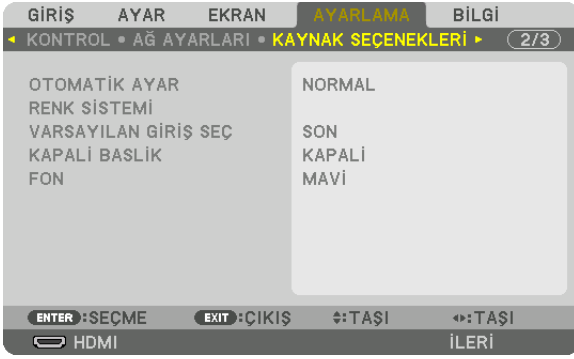 GİRİŞ AYAR EKRAN AYARLAMA BİLGİ
◂ KONTROL • AĞ AYARLARI • KAYNAK SEÇENEKLERİ ▸ 2/3
OTOMATİK AYAR NORMAL
RENK SİSTEMİ
VARSAYILAN GİRİŞ SEÇ SON
KAPALİ BASLİK KAPALİ
FON MAVİ
ENTER :SEÇME EXIT :ÇIKIŞ :TAŞI :TAŞI
HDMI İLERİ